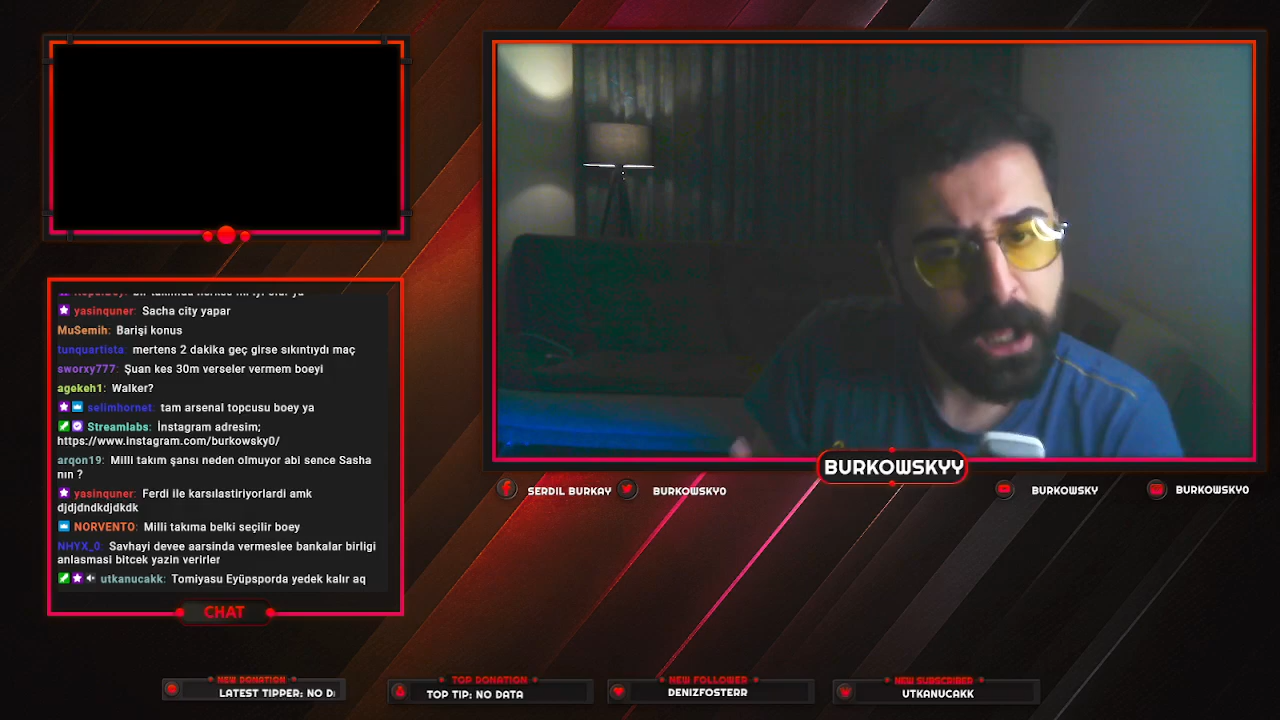 yasinquner: Sacha city yapar
MuSemih: Barişi konus
tunquartista: mertens 2 dakika geç girse sıkıntıydı maç
sworxy777: Şuan kes 30m verseler vermem boeyi
agekeh1: Walker?
selimhornet: tam arsenal topcusu boey ya
Streamlabs: İnstagram adresim;
https://www.instagram.com/burkowsky0/
arqon19: Milli takım şansı neden olmuyor abi sence Sasha
nın ?
yasinquner: Ferdi ile karsılastiriyorlardi amk
djdjdndkdjdkdk
NORVENTO: Milli takıma belki seçilir boey
NHYX_0: Savhayi devee aarsinda vermeslee bankalar birligi
anlasmasi bitcek yazin verirler
utkanucakk: Tomiyasu Eyüpsporda yedek kalır aq
CHAT
BURKOWSKYY
SERDIL BURKAY
BURKOWSKY0
BURKOWSKY
BURKOWSKY0
NEW DONATION
LATEST TIPPER: NO D
TOP DONATION
TOP TIP: NO DATA
NEW FOLLOWER
DENIZFOSTERR
NEW SUBSCRIBER
UTKANUCAKK